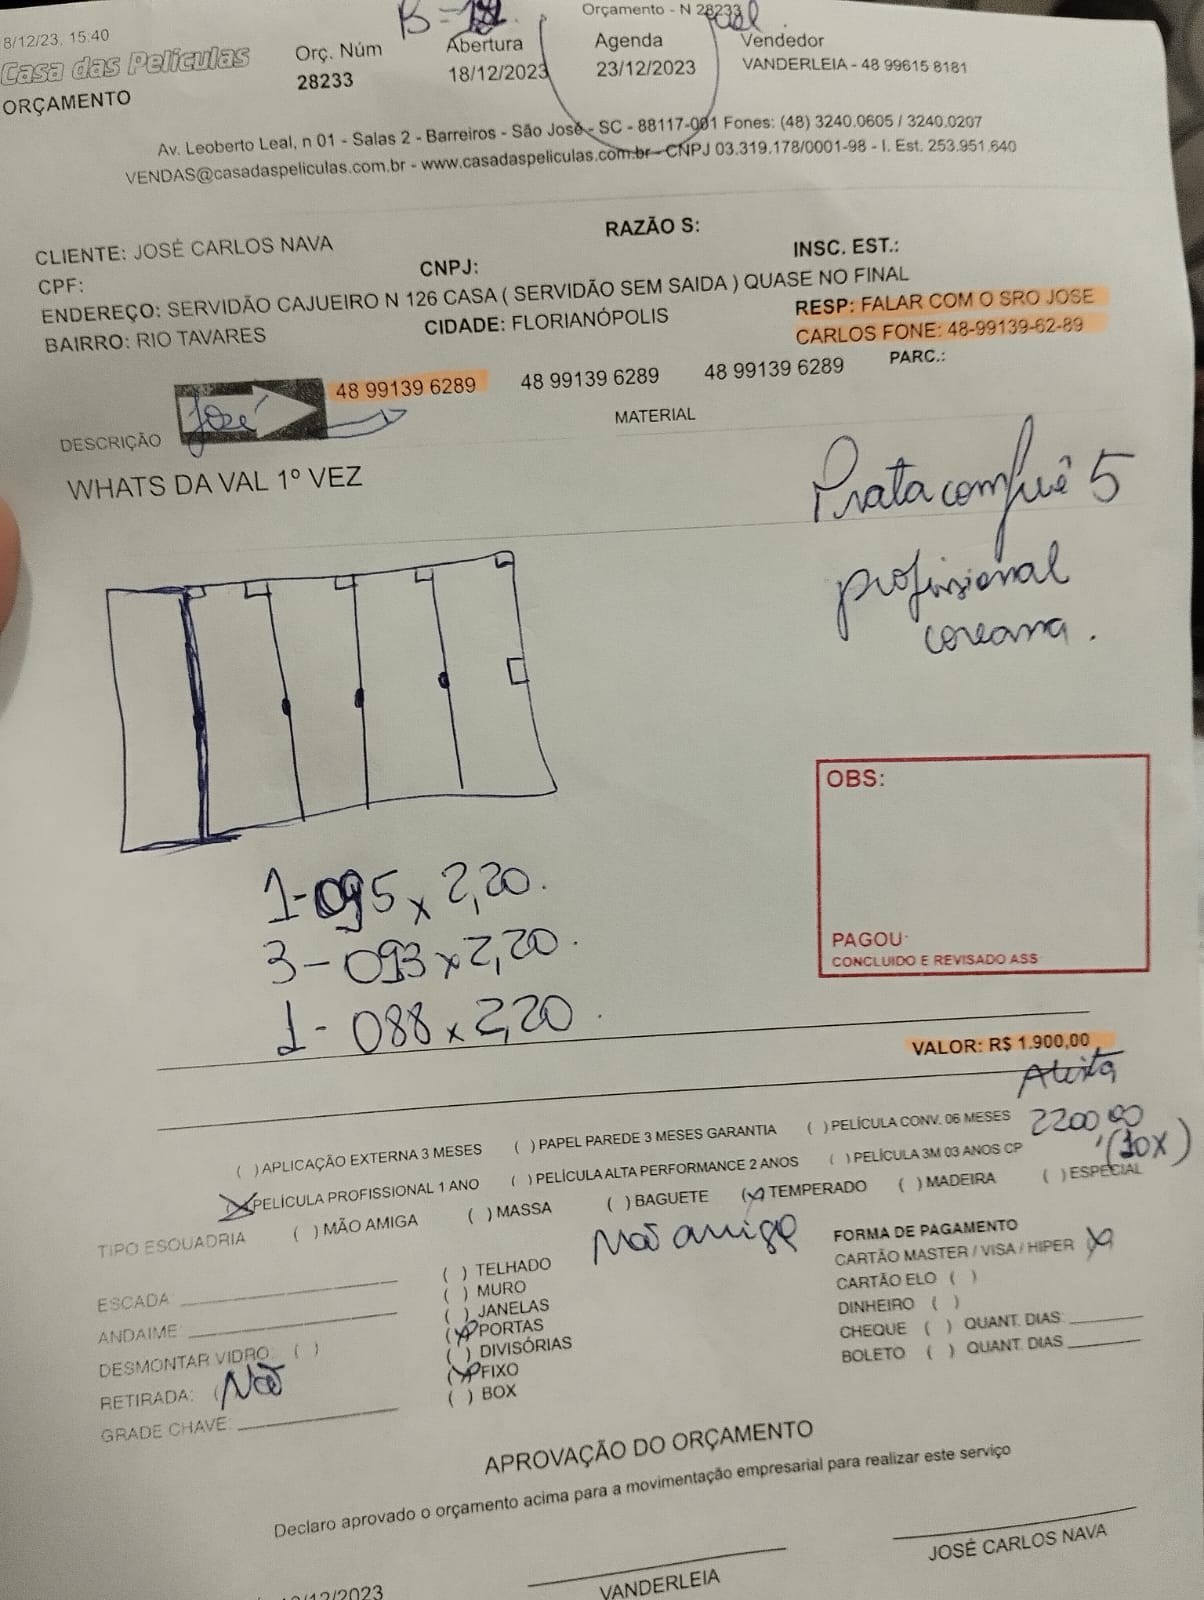 8/12/23, 15:40
Orçamento - N 28233
Casa das Películas
ORÇAMENTO
Orç. Núm
28233
Abertura
18/12/2023
Agenda
23/12/2023
Vendedor
VANDERLEIA - 48 99615 8181
Av. Leoberto Leal, n 01 - Salas 2 - Barreiros - São José - SC - 88117-001 Fones: (48) 3240.0605 / 3240.0207
VENDAS@casadaspeliculas.com.br - www.casadaspeliculas.com.br - CNPJ 03.319.178/0001-98 - I. Est. 253.951.640
CLIENTE: JOSÉ CARLOS NAVA
RAZÃO S:
CPF:
CNPJ:
INSC. EST.:
ENDEREÇO: SERVIDÃO CAJUEIRO N 126 CASA ( SERVIDÃO SEM SAIDA ) QUASE NO FINAL
BAIRRO: RIO TAVARES
CIDADE: FLORIANÓPOLIS
RESP: FALAR COM O SRO JOSE
CARLOS FONE: 48-99139-62-89
José
48 99139 6289
48 99139 6289
48 99139 6289
PARC.:
DESCRIÇÃO
MATERIAL
WHATS DA VAL 1º VEZ
Prata 5
profissional
coreana.
OBS:
PAGOU:
CONCLUIDO E REVISADO ASS
1-095 x 2,20.
3-093 x 2,20.
1-088 x 2,20.
VALOR: R$ 1.900,00
2200,00
(10x)
( ) APLICAÇÃO EXTERNA 3 MESES ( ) PAPEL PAREDE 3 MESES GARANTIA ( ) PELÍCULA CONV. 06 MESES
(X) PELÍCULA PROFISSIONAL 1 ANO ( ) PELÍCULA ALTA PERFORMANCE 2 ANOS ( ) PELÍCULA 3M 03 ANOS CP
TIPO ESQUADRIA ( ) MÃO AMIGA ( ) MASSA ( ) BAGUETE (X) TEMPERADO ( ) MADEIRA ( ) ESPECIAL
Mão amiga
ESCADA
ANDAIME:
DESMONTAR VIDRO: ( )
RETIRADA: ( Não
GRADE CHAVE:
( ) TELHADO
( ) MURO
( ) JANELAS
(X) PORTAS
( ) DIVISÓRIAS
(X) FIXO
( ) BOX
FORMA DE PAGAMENTO
CARTÃO MASTER / VISA / HIPER (X)
CARTÃO ELO ( )
DINHEIRO ( )
CHEQUE ( ) QUANT. DIAS:
BOLETO ( ) QUANT. DIAS
APROVAÇÃO DO ORÇAMENTO
Declaro aprovado o orçamento acima para a movimentação empresarial para realizar este serviço
/12/2023
VANDERLEIA
JOSÉ CARLOS NAVA